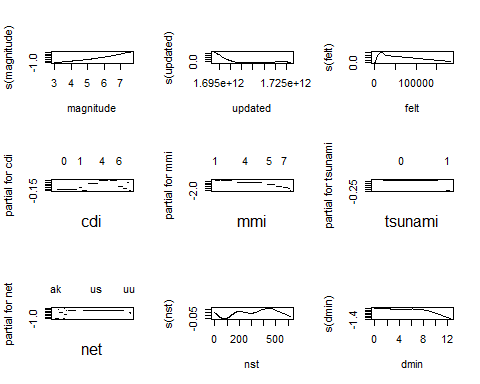 s(magnitude)
-1.0
3 4 5 6 7
magnitude
s(updated)
0.0
1.695e+12 1.725e+12
updated
s(felt)
0.0
0 100000
felt
partial for cdi
-0.15
0 1 4 6
cdi
partial for mmi
-2.0
1 4 5 7
mmi
partial for tsunami
-0.25
0 1
tsunami
partial for net
-1.0
ak us uu
net
s(nst)
-0.05
0 200 500
nst
s(dmin)
-1.4
0 4 8 12
dmin